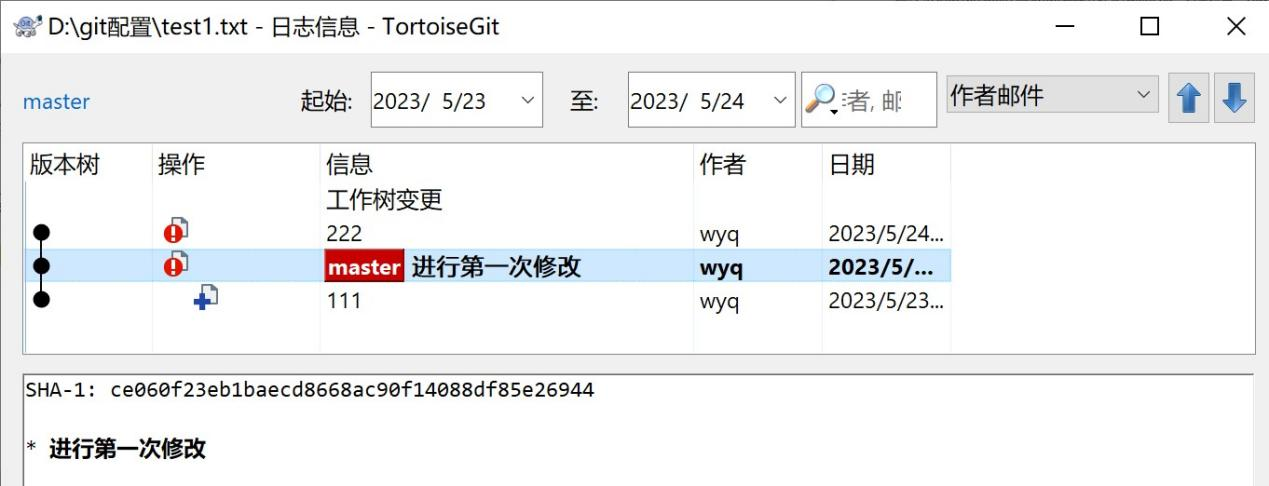 D:\git配置\test1.txt - 日志信息 - TortoiseGit
master 起始: 2023/ 5/23 至: 2023/ 5/24 者, 邮 作者邮件
版本树 操作 信息 作者 日期
工作树变更
222 wyq 2023/5/24...
master 进行第一次修改 wyq 2023/5/...
111 wyq 2023/5/23...
SHA-1: ce060f23eb1baecd8668ac90f14088df85e26944
* 进行第一次修改